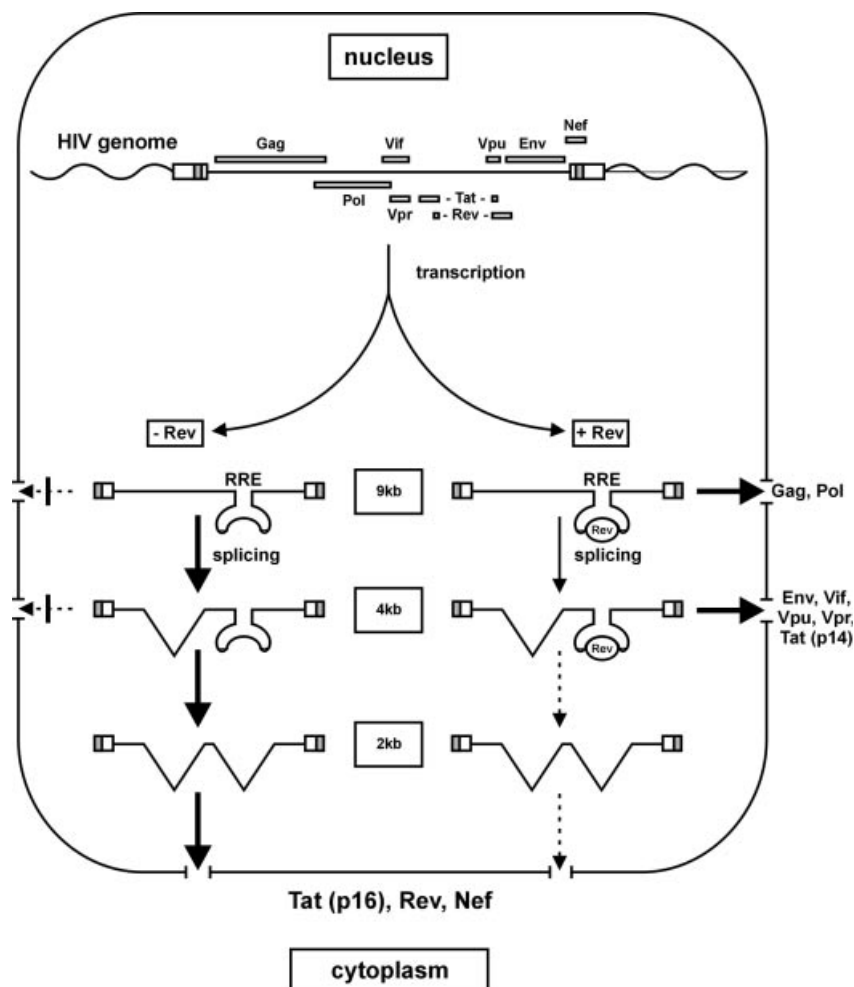 nucleus
Nef
HIV genome
Gag
Vif
Vpu
Env
Pol
Vpr
- Tat -
- Rev -
transcription
- Rev
+ Rev
RRE
9kb
RRE
Rev
Gag, Pol
splicing
splicing
4kb
Rev
Env, Vif,
Vpu, Vpr,
Tat (p14)
2kb
Tat (p16), Rev, Nef
cytoplasm